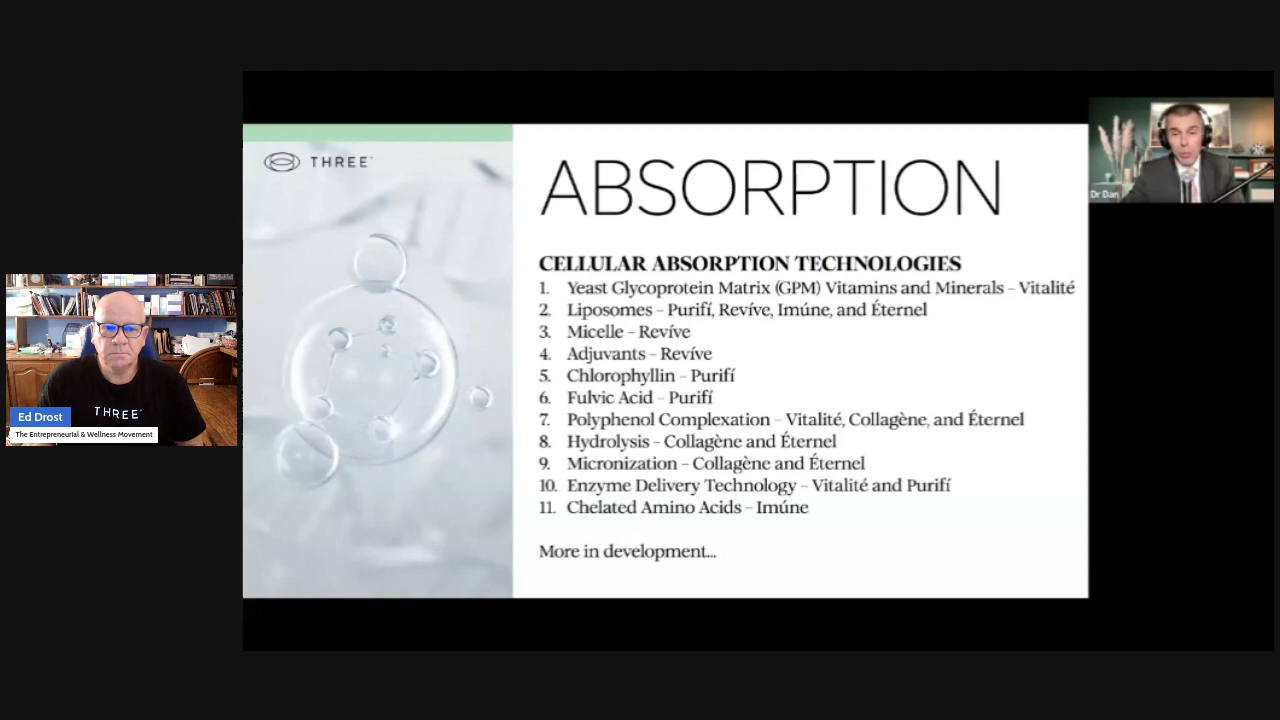 THREE
ABSORPTION
CELLULAR ABSORPTION TECHNOLOGIES
1. Yeast Glycoprotein Matrix (GPM) Vitamins and Minerals – Vitalité
2. Liposomes – Purifí, Revíve, Imúne, and Éternel
3. Micelle – Revíve
4. Adjuvants – Revíve
5. Chlorophyllin – Purifí
6. Fulvic Acid – Purifí
7. Polyphenol Complexation – Vitalité, Collagène, and Éternel
8. Hydrolysis – Collagène and Éternel
9. Micronization – Collagène and Éternel
10. Enzyme Delivery Technology – Vitalité and Purifí
11. Chelated Amino Acids – Imúne
More in development...
Dr Dan
THREE
Ed Drost
The Entrepreneurial & Wellness Movement